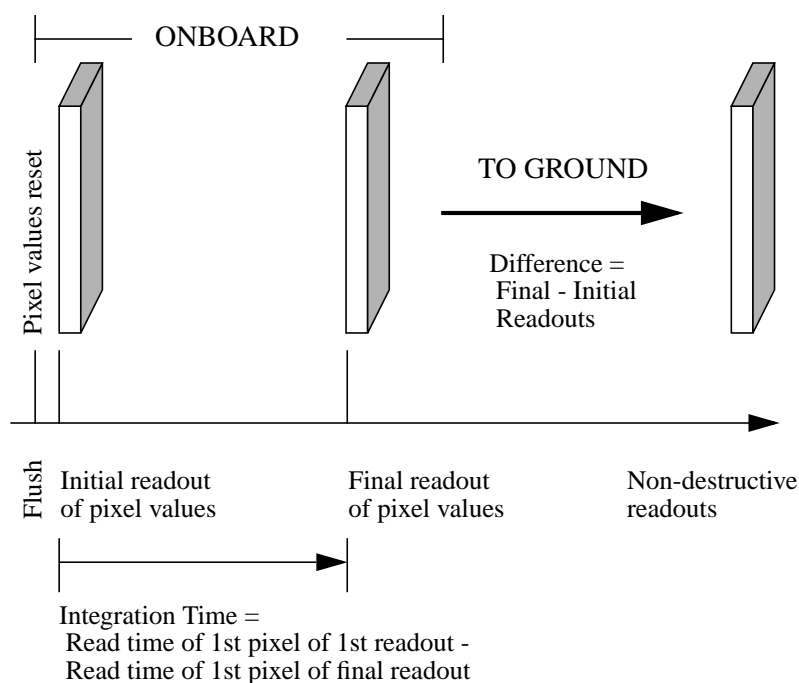 ONBOARD
Pixel values reset
TO GROUND
Difference =
Final - Initial
Readouts
Flush
Initial readout
of pixel values
Final readout
of pixel values
Non-destructive
readouts
Integration Time =
Read time of 1st pixel of 1st readout -
Read time of 1st pixel of final readout